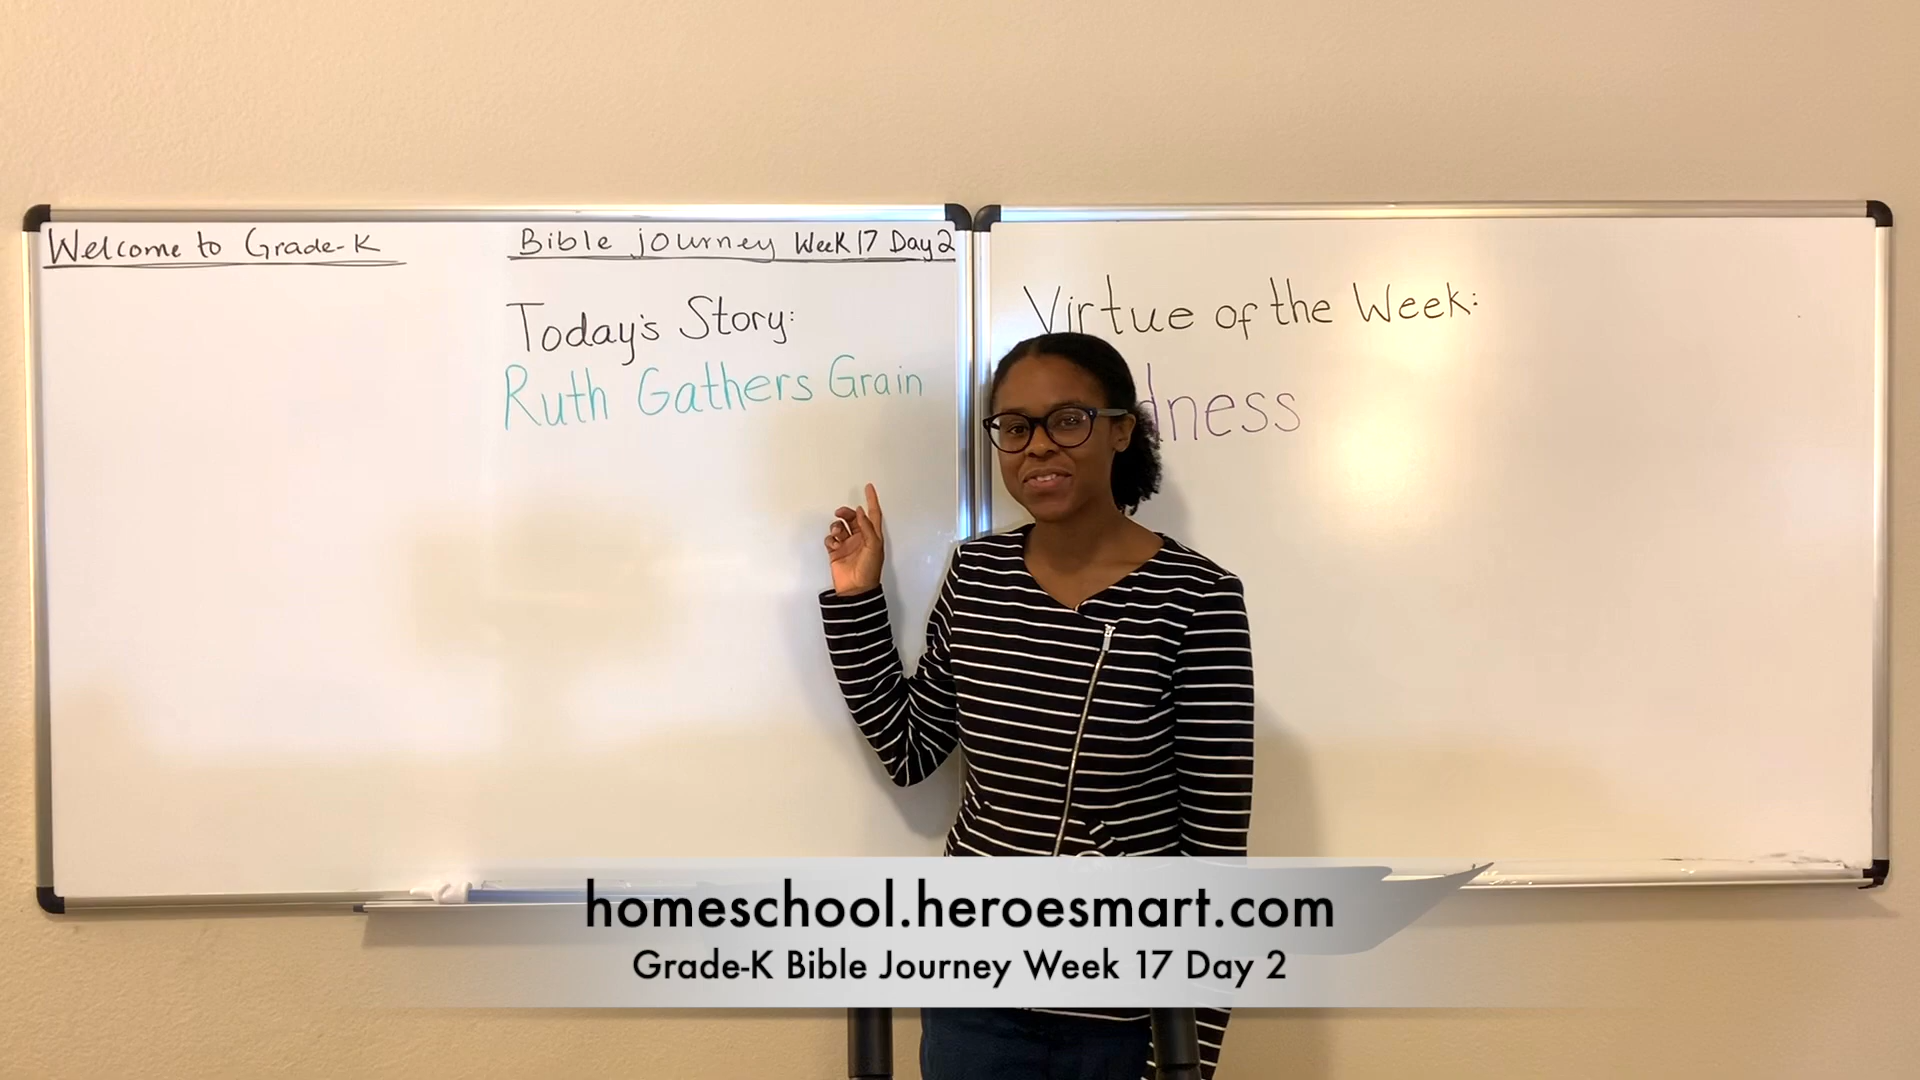 Welcome to Grade-K
Bible journey Week 17 Day 2
Today's Story:
Ruth Gathers Grain
Virtue of the Week:
dness
homeschool.heroesmart.com
Grade-K Bible Journey Week 17 Day 2